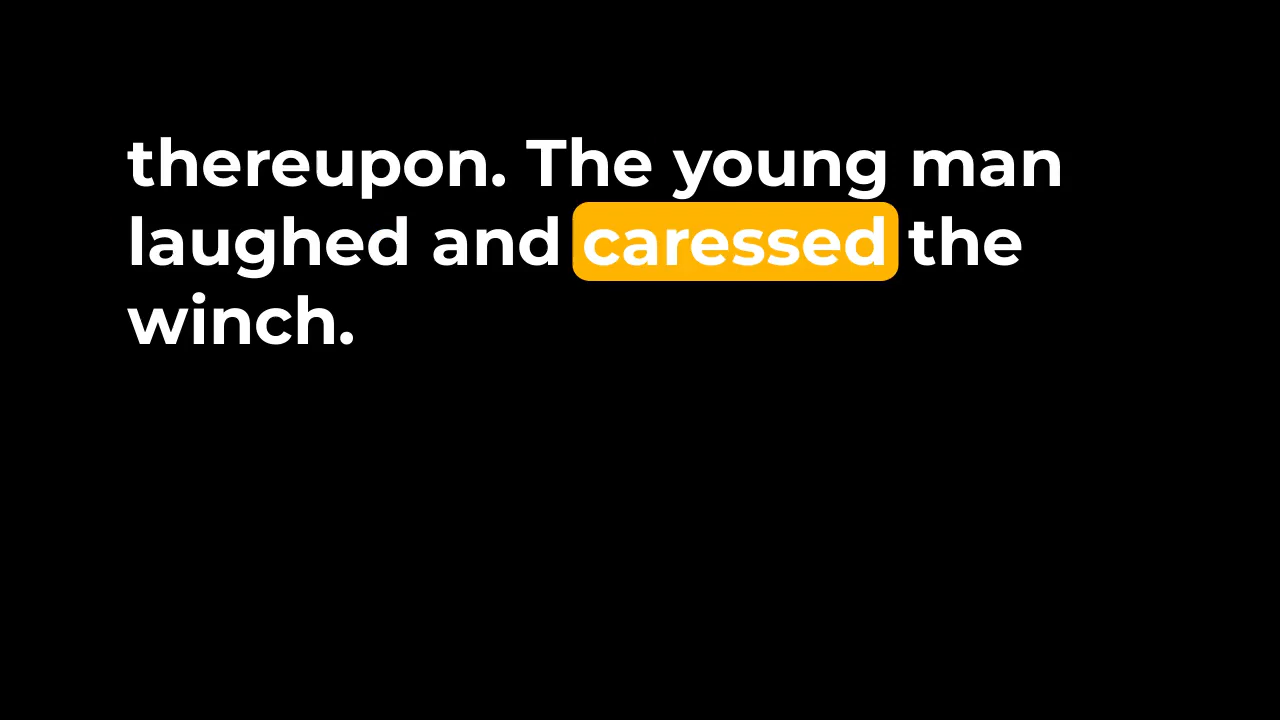 thereupon. The young man
laughed and caressed the
winch.